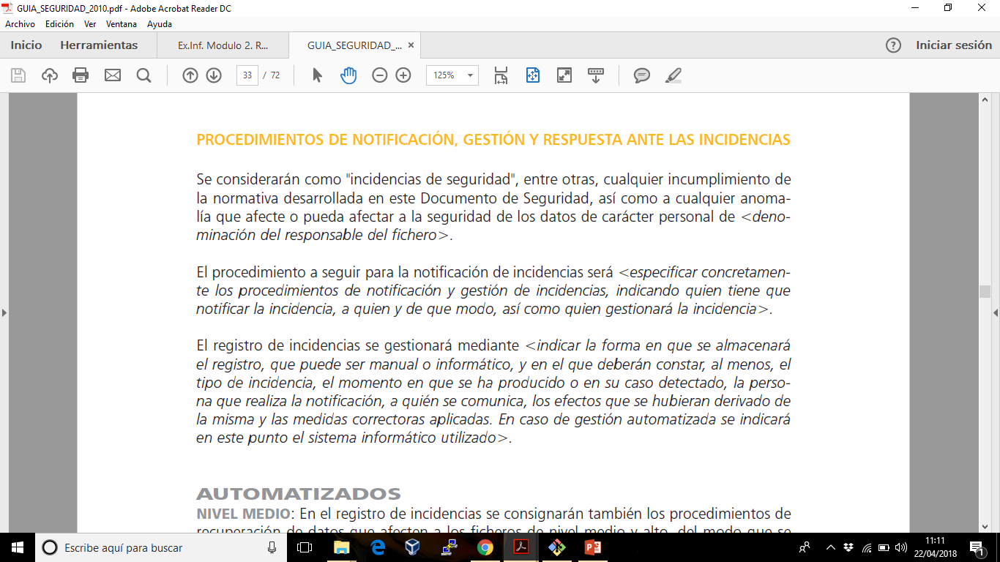 GUIA_SEGURIDAD_2010.pdf - Adobe Acrobat Reader DC
Archivo Edición Ver Ventana Ayuda
Inicio Herramientas Ex.Inf. Modulo 2. R... GUIA_SEGURIDAD_... × Iniciar sesión
33 / 72 125%
PROCEDIMIENTOS DE NOTIFICACIÓN, GESTIÓN Y RESPUESTA ANTE LAS INCIDENCIAS
Se considerarán como "incidencias de seguridad", entre otras, cualquier incumplimiento de
la normativa desarrollada en este Documento de Seguridad, así como a cualquier anoma-
lía que afecte o pueda afectar a la seguridad de los datos de carácter personal de <deno-
minación del responsable del fichero>.
El procedimiento a seguir para la notificación de incidencias será <especificar concretamen-
te los procedimientos de notificación y gestión de incidencias, indicando quien tiene que
notificar la incidencia, a quien y de que modo, así como quien gestionará la incidencia>.
El registro de incidencias se gestionará mediante <indicar la forma en que se almacenará
el registro, que puede ser manual o informático, y en el que deberán constar, al menos, el
tipo de incidencia, el momento en que se ha producido o en su caso detectado, la perso-
na que realiza la notificación, a quién se comunica, los efectos que se hubieran derivado de
la misma y las medidas correctoras aplicadas. En caso de gestión automatizada se indicará
en este punto el sistema informático utilizado>.
AUTOMATIZADOS
NIVEL MEDIO: En el registro de incidencias se consignarán también los procedimientos de
recuperación de datos que afecten a los ficheros de nivel medio y alto, del modo que se
Escribe aquí para buscar
11:11
22/04/2018
1